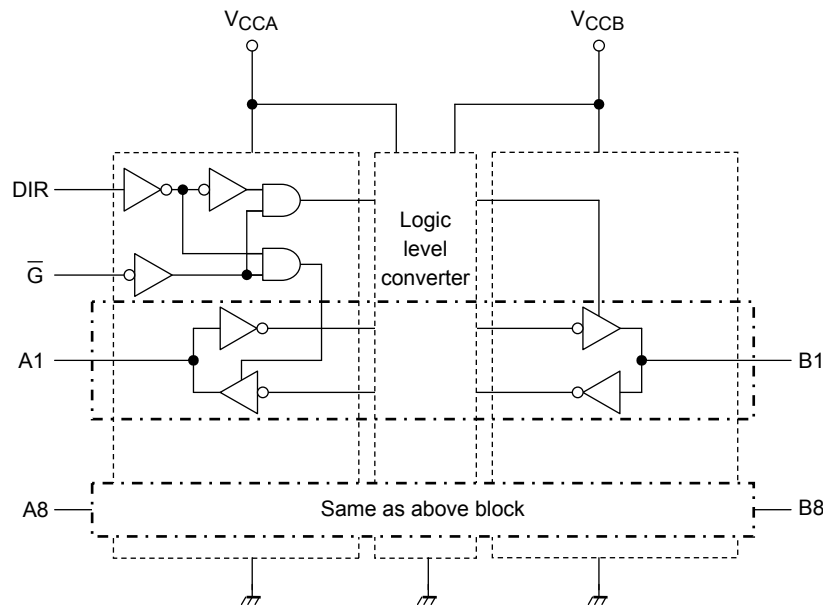 VCCA
VCCB
DIR
G̅
Logic
level
converter
A1
B1
A8
Same as above block
B8